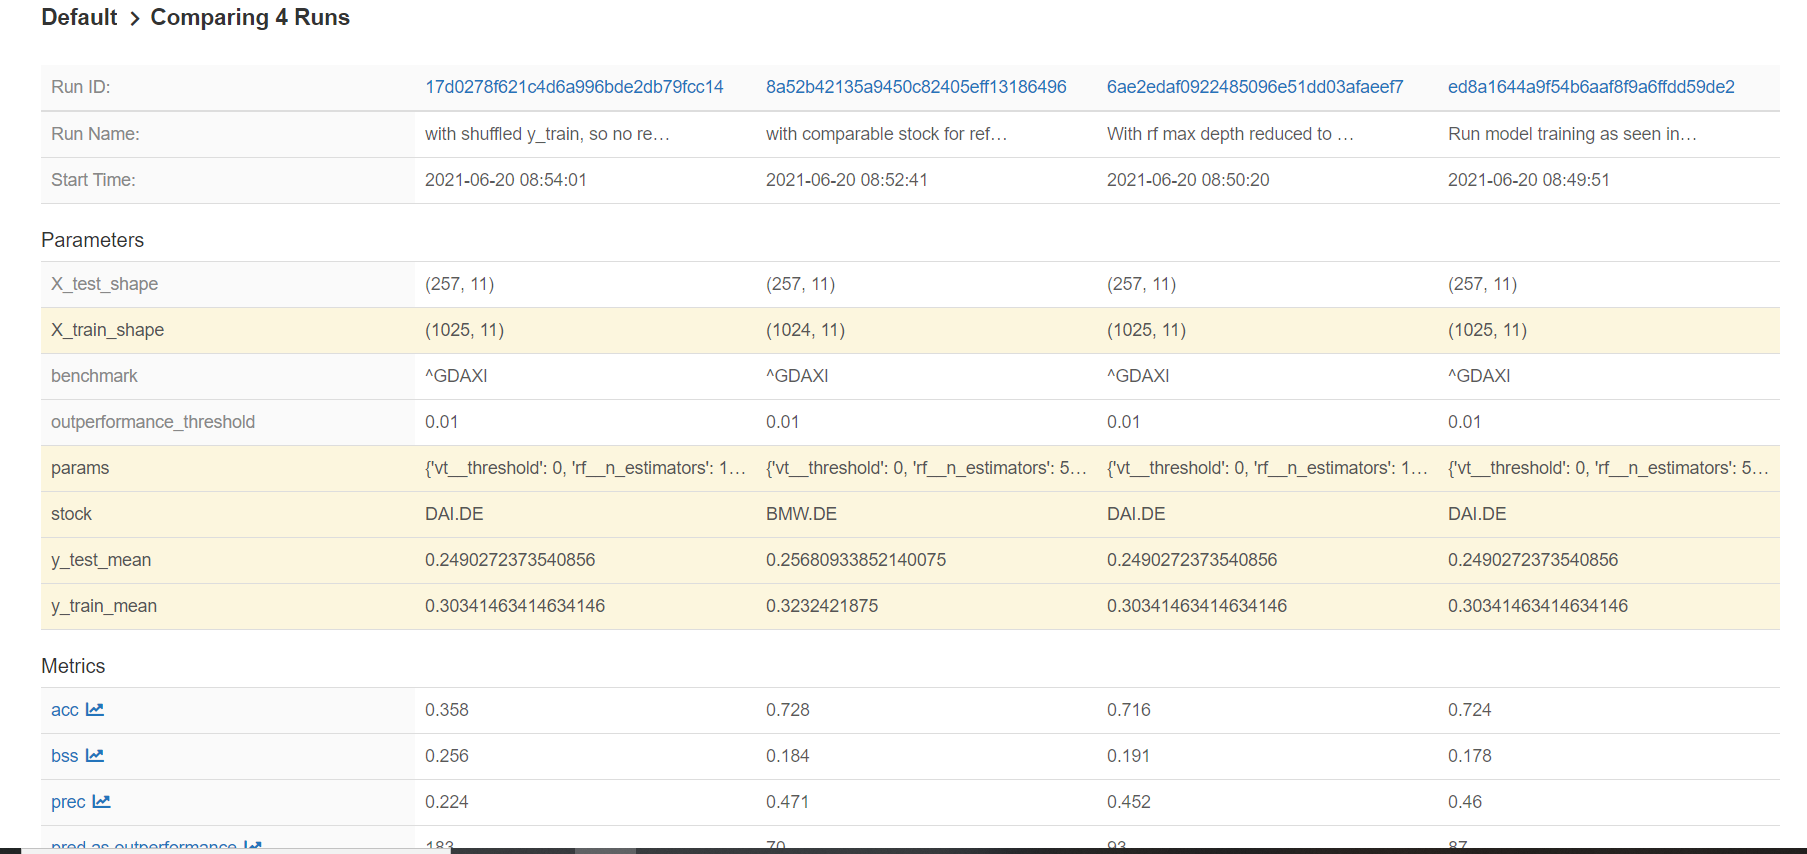 Default > Comparing 4 Runs
Run ID: 17d0278f621c4d6a996bde2db79fcc14 8a52b42135a9450c82405eff13186496 6ae2edaf0922485096e51dd03afaeef7 ed8a1644a9f54b6aaf8f9a6ffdd59de2
Run Name: with shuffled y_train, so no re… with comparable stock for ref… With rf max depth reduced to … Run model training as seen in…
Start Time: 2021-06-20 08:54:01 2021-06-20 08:52:41 2021-06-20 08:50:20 2021-06-20 08:49:51
Parameters
X_test_shape (257, 11) (257, 11) (257, 11) (257, 11)
X_train_shape (1025, 11) (1024, 11) (1025, 11) (1025, 11)
benchmark ^GDAXI ^GDAXI ^GDAXI ^GDAXI
outperformance_threshold 0.01 0.01 0.01 0.01
params {'vt__threshold': 0, 'rf__n_estimators': 1… {'vt__threshold': 0, 'rf__n_estimators': 5… {'vt__threshold': 0, 'rf__n_estimators': 1… {'vt__threshold': 0, 'rf__n_estimators': 5…
stock DAI.DE BMW.DE DAI.DE DAI.DE
y_test_mean 0.2490272373540856 0.25680933852140075 0.2490272373540856 0.2490272373540856
y_train_mean 0.30341463414634146 0.3232421875 0.30341463414634146 0.30341463414634146
Metrics
acc 0.358 0.728 0.716 0.724
bss 0.256 0.184 0.191 0.178
prec 0.224 0.471 0.452 0.46
pred as outperformance 183 70 93 87